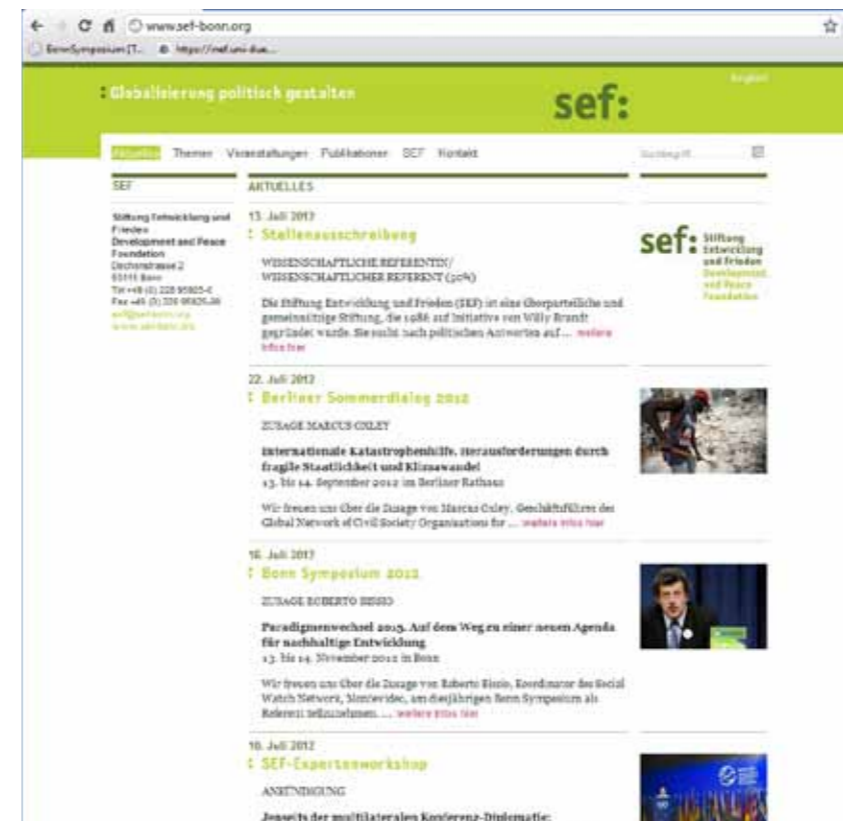 www.sef-bonn.org
BonnSymposium [T...
: Globalisierung politisch gestalten
sef:
English
Aktuelles Themen Veranstaltungen Publikationen SEF Kontakt
Suchbegriff
SEF
Stiftung Entwicklung und
Frieden
Development and Peace
Foundation
Dechenstrasse 2
53115 Bonn
AKTUELLES
: Stellenausschreibung
WISSENSCHAFTLICHE REFERENTIN/
WISSENSCHAFTLICHER REFERENT (50%)
Die Stiftung Entwicklung und Frieden (SEF) ist eine überparteiliche und
gemeinnützige Stiftung, die 1986 auf Initiative von Willy Brandt
gegründet wurde. Sie sucht nach politischen Antworten auf ... weitere
Infos hier
sef: Stiftung
Entwicklung
und Frieden
Development
and Peace
Foundation
22. Juli 2012
: Berliner Sommerdialog 2012
ZUSAGE MARCUS OXLEY
Internationale Katastrophenhilfe. Herausforderungen durch
fragile Staatlichkeit und Klimawandel
13. bis 14. September 2012 im Berliner Rathaus
Wir freuen uns über die Zusage von Marcus Oxley, Geschäftsführer des
Global Network of Civil Society Organisations for ... weitere Infos hier
Juli 2012
: Bonn Symposium 2012
ZUSAGE ROBERTO BISSIO
Paradigmenwechsel 2015. Auf dem Weg zu einer neuen Agenda
für nachhaltige Entwicklung
13. bis 14. November 2012 in Bonn
Wir freuen uns über die Zusage von Roberto Bissio, Koordinator des Social
Watch Network, Montevideo, am diesjährigen Bonn Symposium als
Referent teilzunehmen. ... weitere Infos hier
10. Juli 2012
: SEF-Expertenworkshop
ANKÜNDIGUNG
Jenseits der multilateralen Konferenz-Diplomatie: